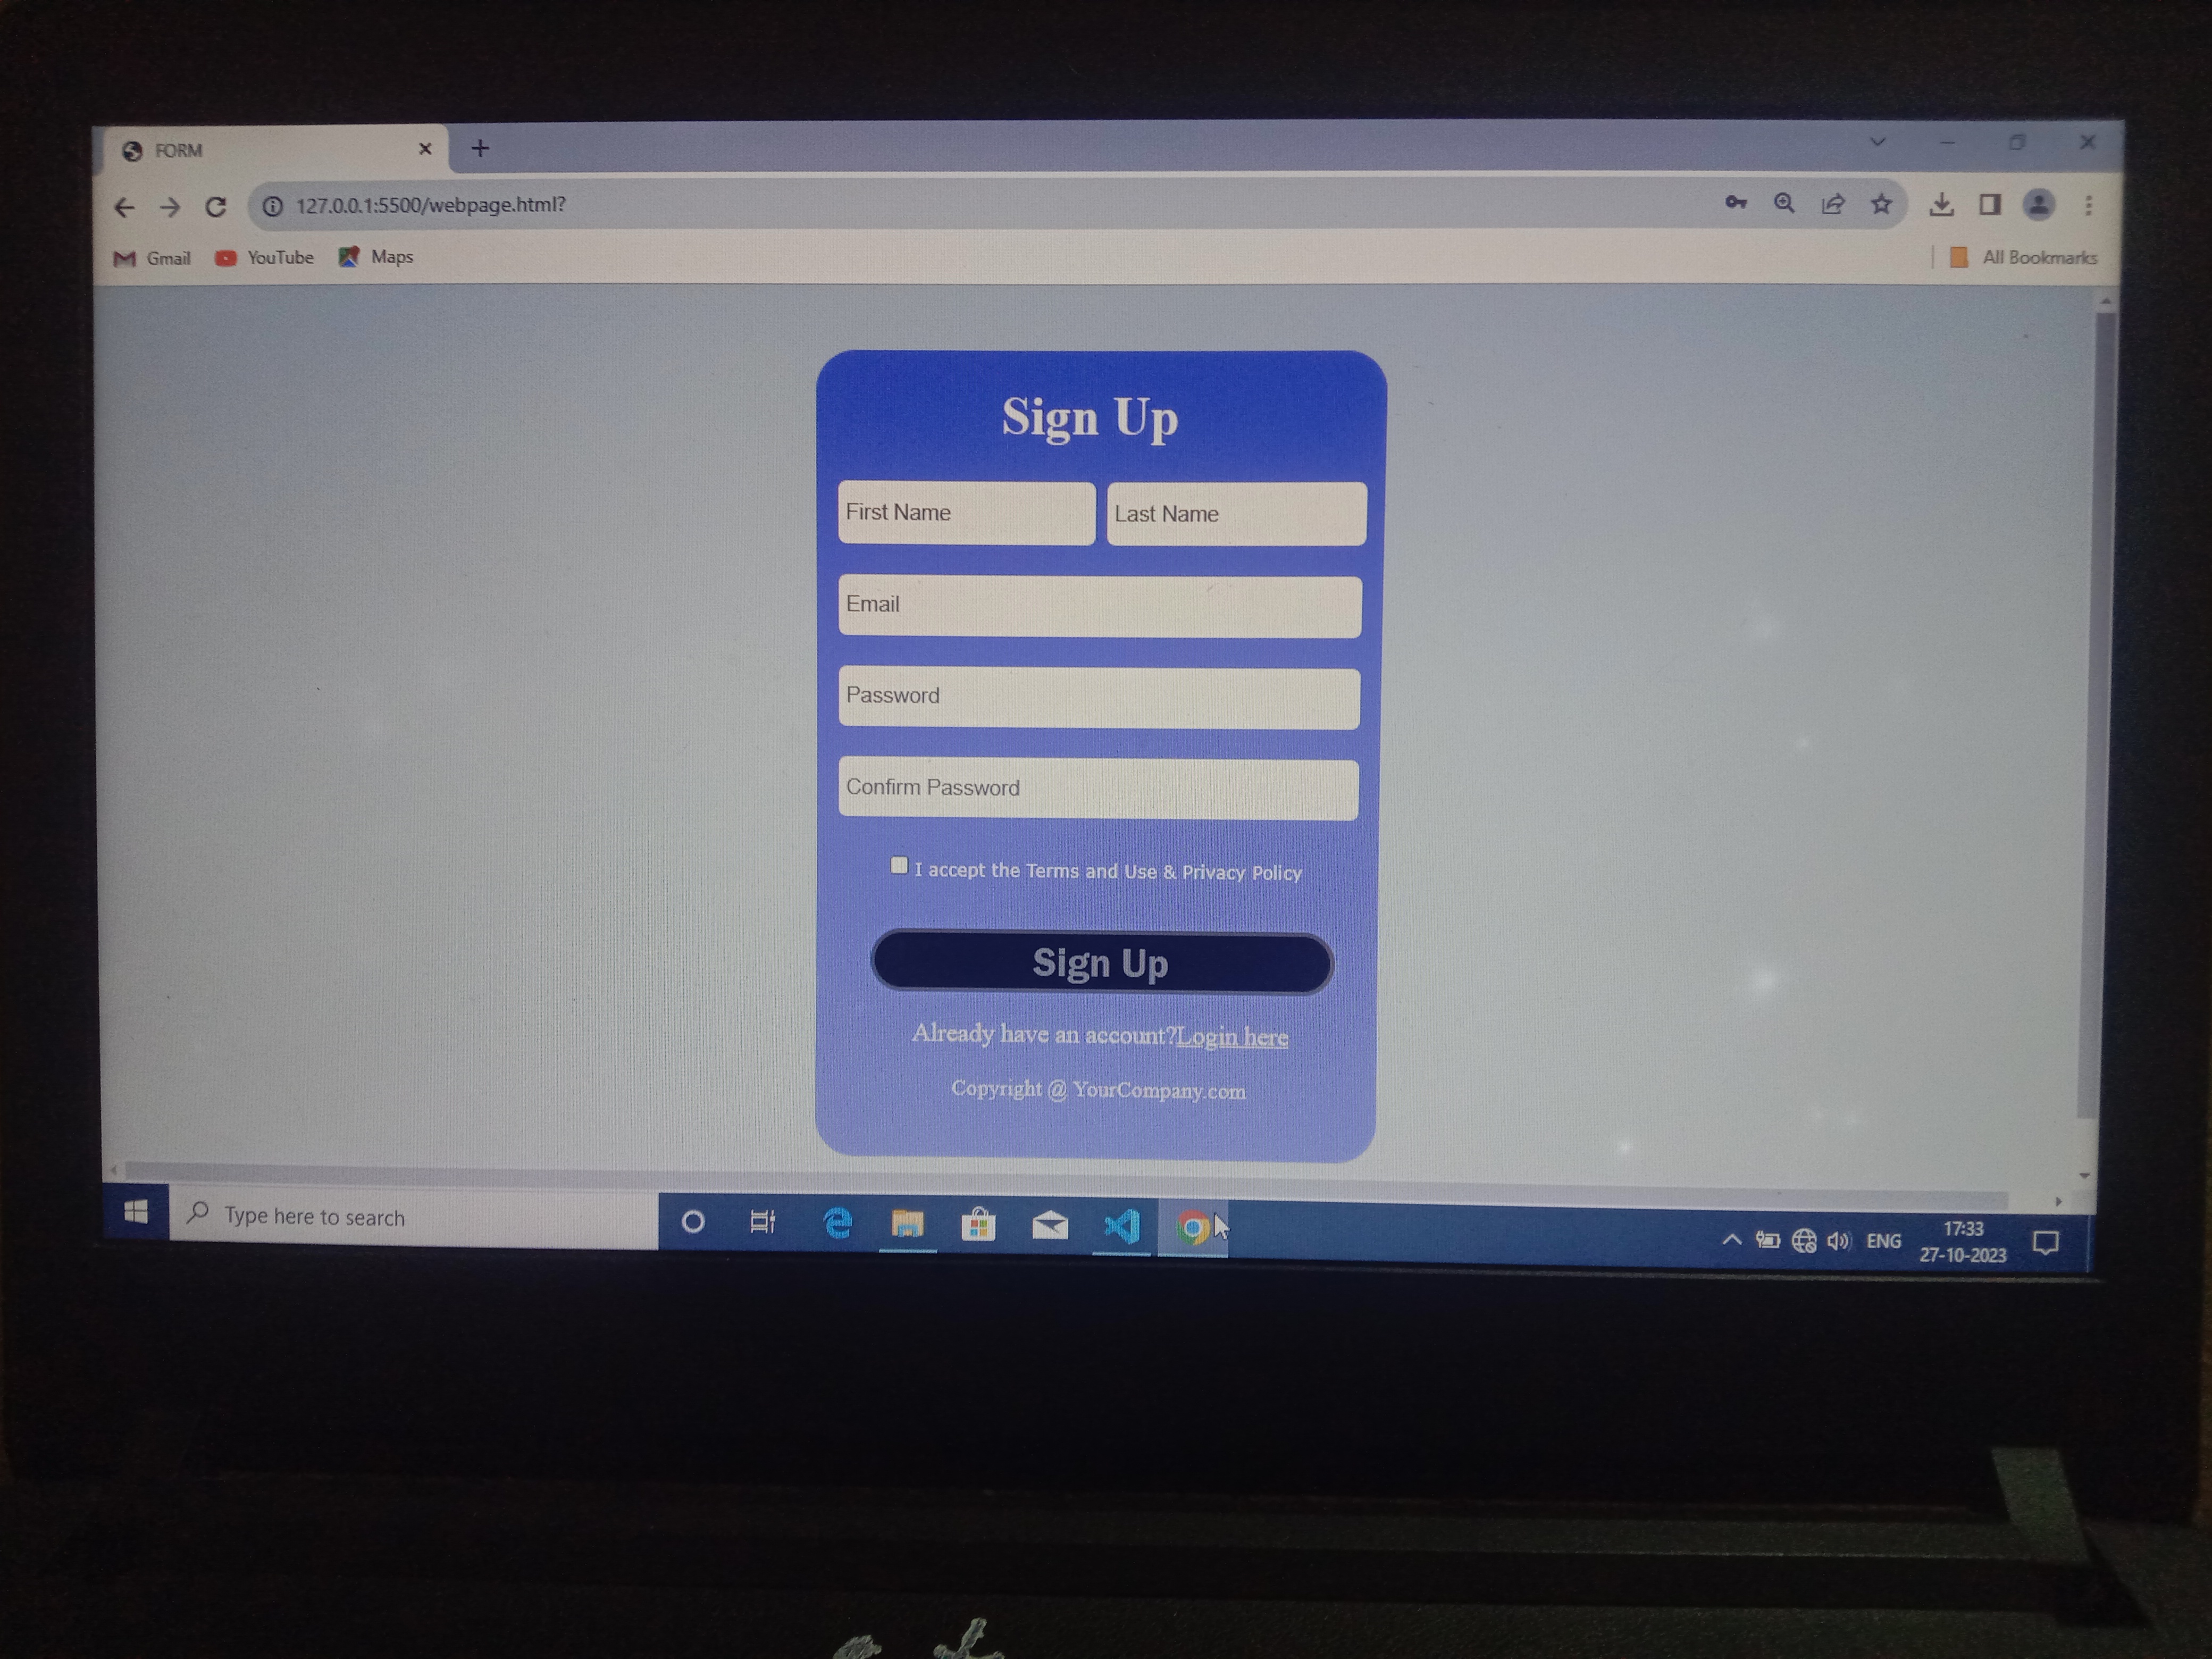 FORM
127.0.0.1:5500/webpage.html?
Gmail YouTube Maps All Bookmarks
Sign Up
First Name Last Name
Email
Password
Confirm Password
I accept the Terms and Use & Privacy Policy
Sign Up
Already have an account?Login here
Copyright @ YourCompany.com
Type here to search
ENG
17:33
27-10-2023